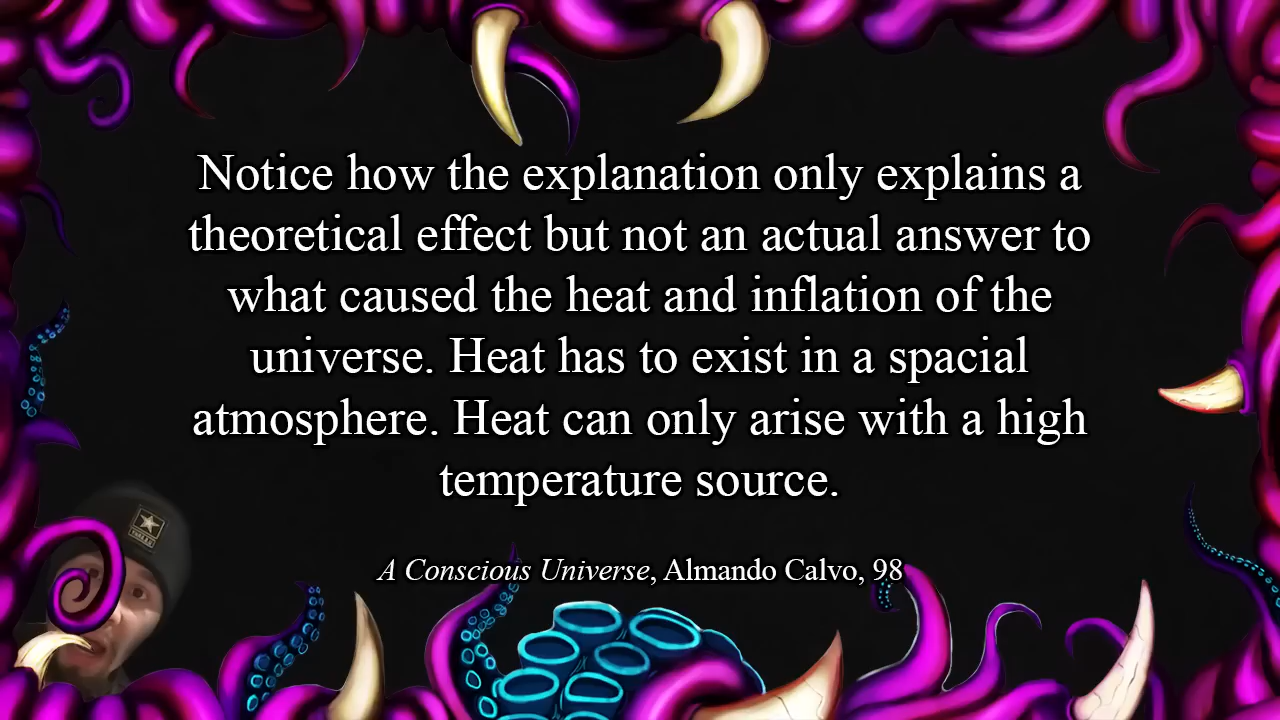 Notice how the explanation only explains a
theoretical effect but not an actual answer to
what caused the heat and inflation of the
universe. Heat has to exist in a spacial
atmosphere. Heat can only arise with a high
temperature source.
A Conscious Universe, Almando Calvo, 98